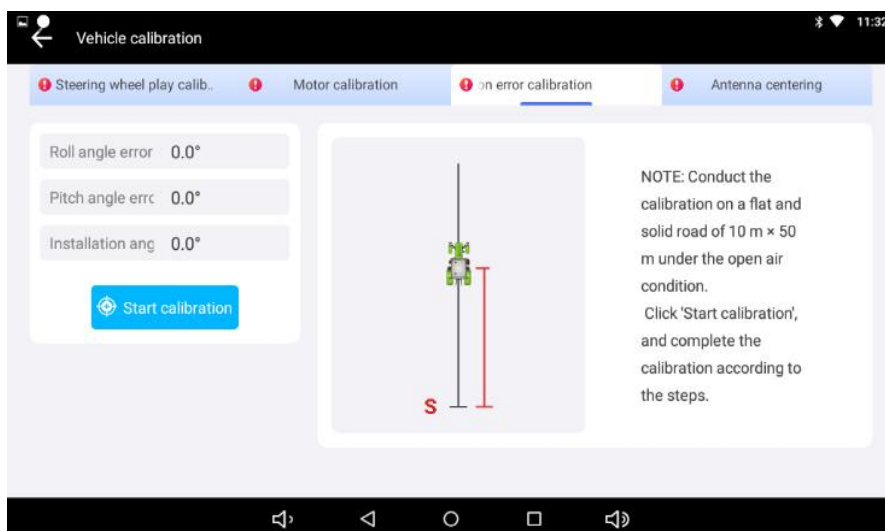 11:32
Vehicle calibration
Steering wheel play calib..
Motor calibration
on error calibration
Antenna centering
Roll angle error 0.0°
Pitch angle erro 0.0°
Installation ang 0.0°
Start calibration
S
NOTE: Conduct the
calibration on a flat and
solid road of 10 m × 50
m under the open air
condition.
Click 'Start calibration',
and complete the
calibration according to
the steps.